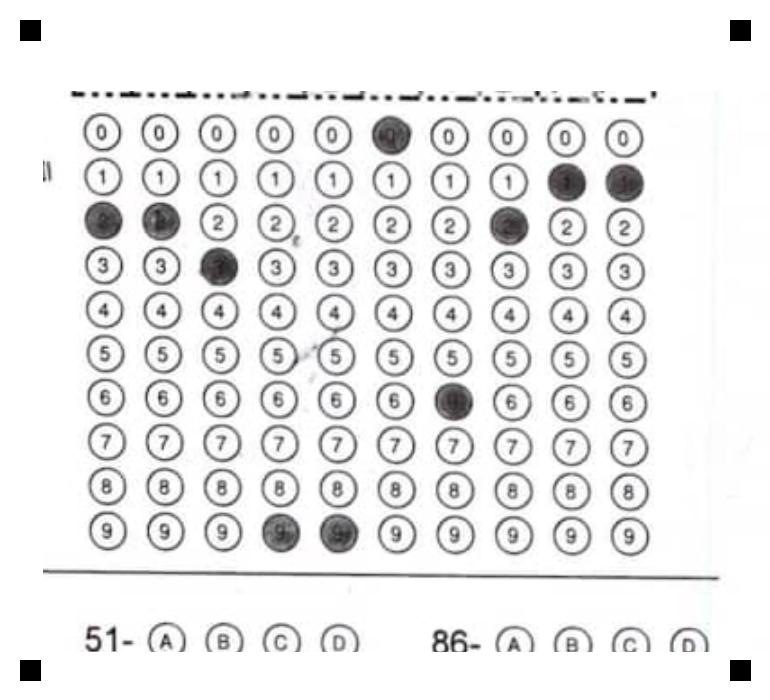 0 0 0 0 0 0 0 0 0
1 1 1 1 1 1 1 1
2 2 2 2 2 2 2
3 3 3 3 3 3 3 3 3
4 4 4 4 4 4 4 4 4 4
5 5 5 5 5 5 5 5 5 5
6 6 6 6 6 6 6 6 6
7 7 7 7 7 7 7 7 7 7
8 8 8 8 8 8 8 8 8 8
9 9 9 9 9 9 9 9 9 9
51- A B C D 86- A B C D